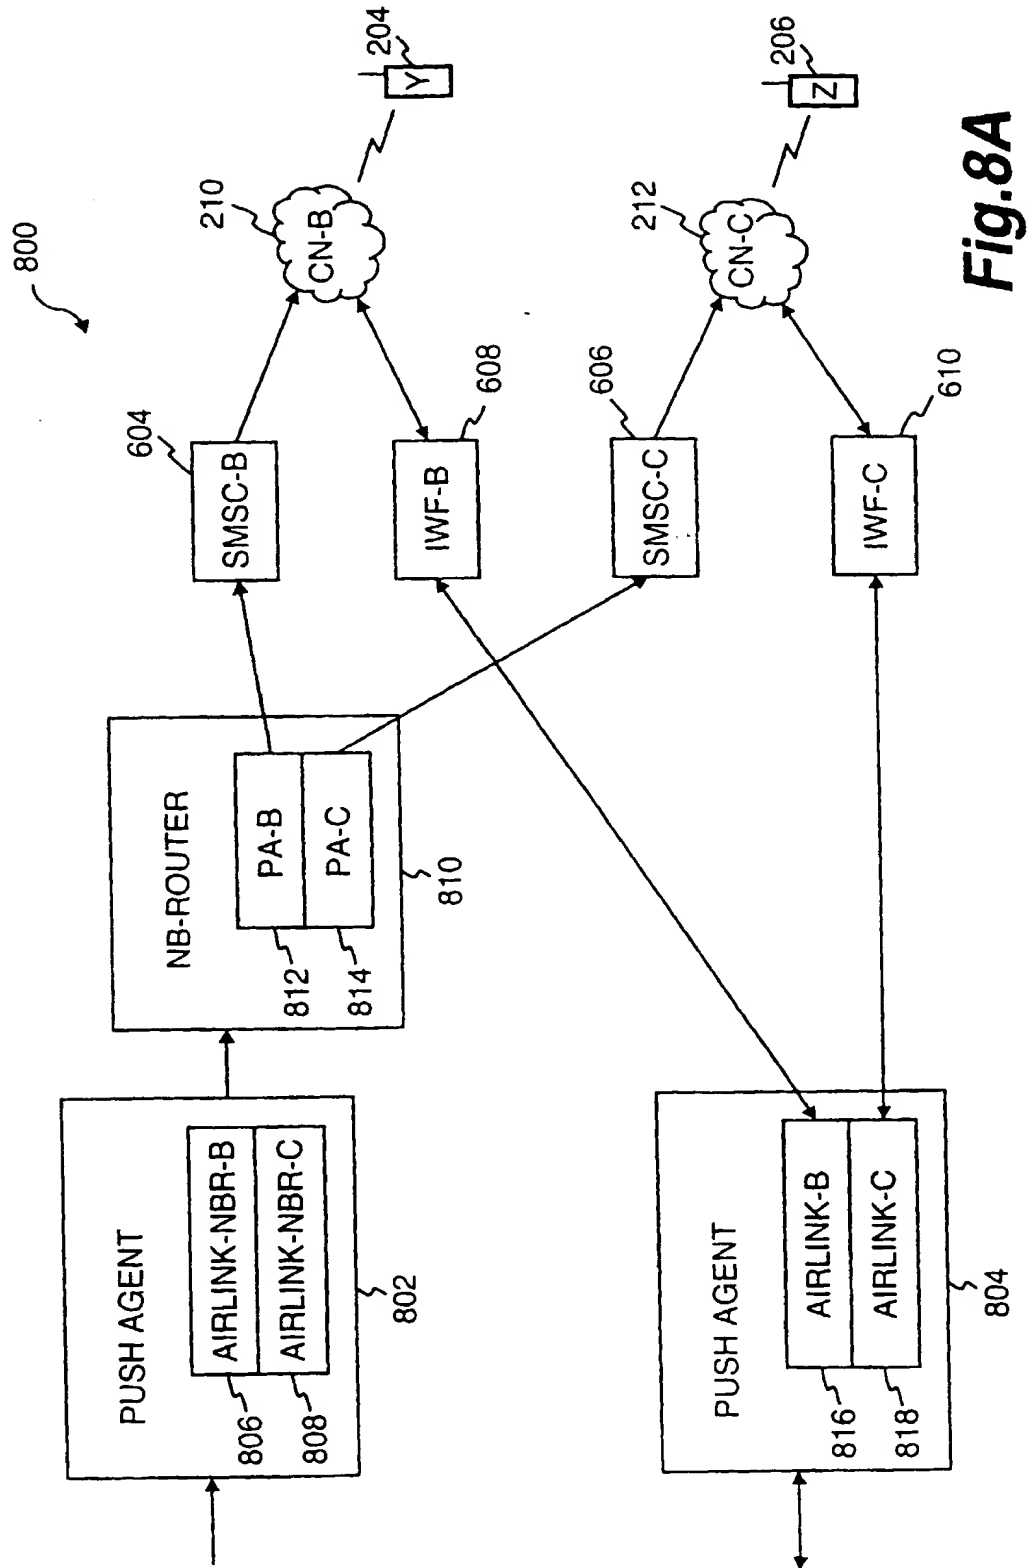 800
PUSH AGENT
AIRLINK-NBR-B
AIRLINK-NBR-C
806
808
802
NB-ROUTER
PA-B
PA-C
812
814
810
SMSC-B
604
IWF-B
608
CN-B
210
Y
204
PUSH AGENT
AIRLINK-B
AIRLINK-C
816
818
804
SMSC-C
606
IWF-C
610
CN-C
212
Z
206
Fig.8A